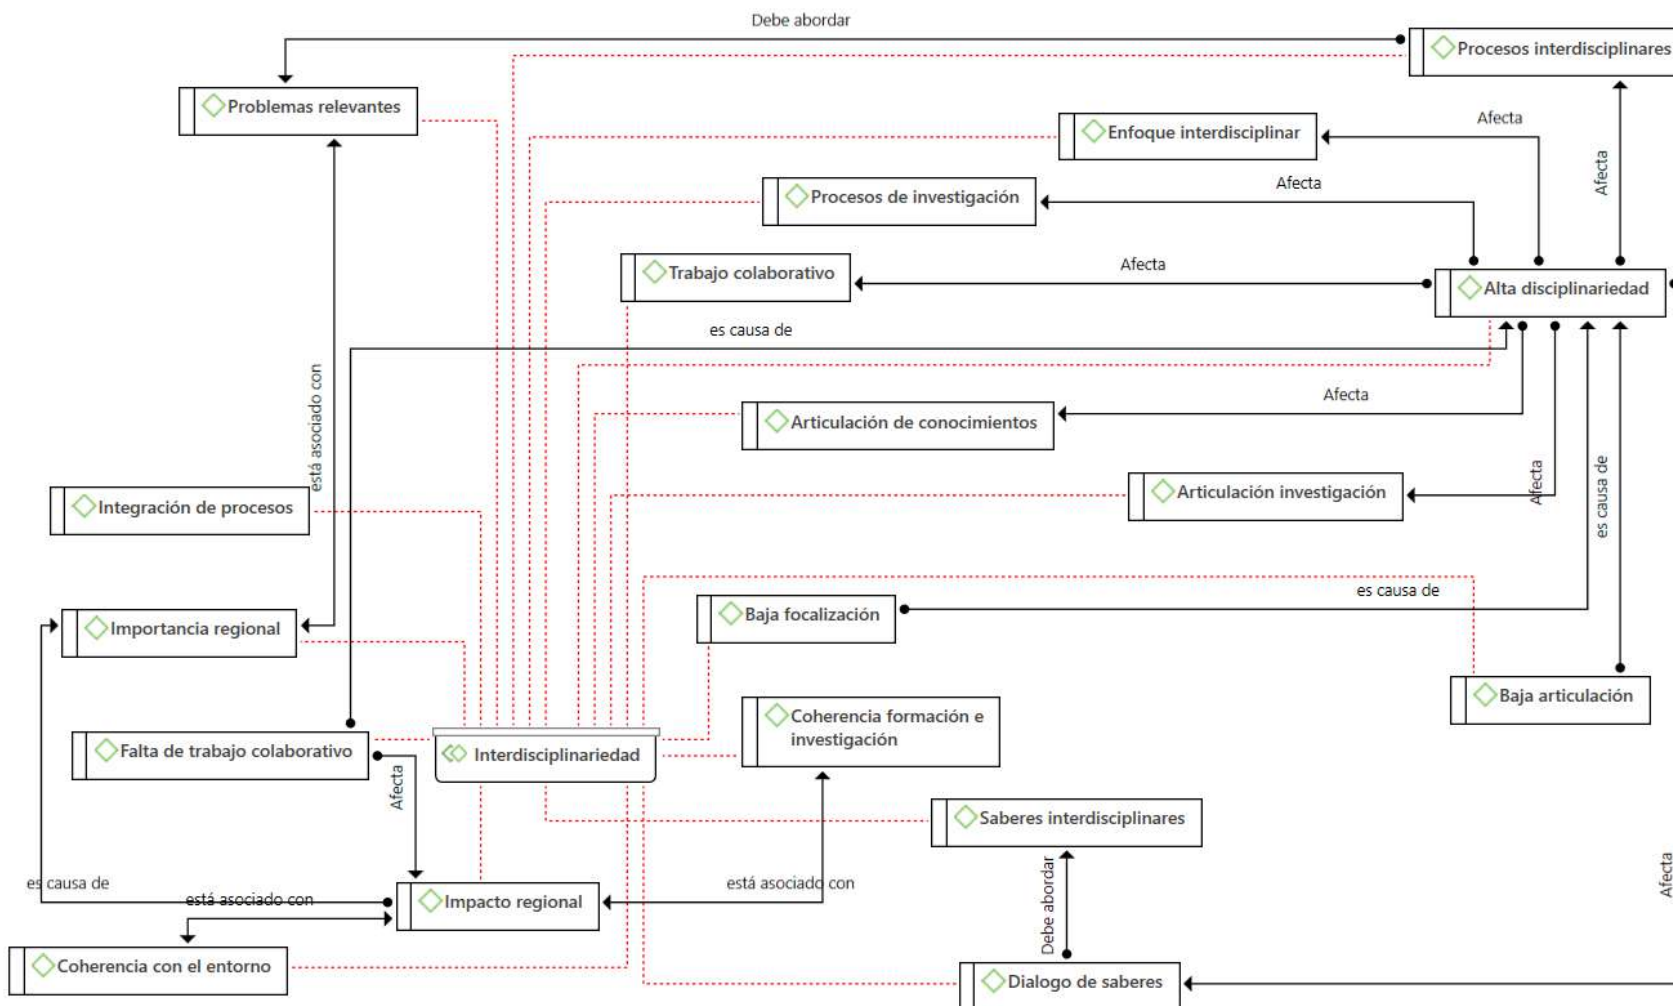 Debe abordar
Procesos interdisciplinares
Problemas relevantes
Enfoque interdisciplinar
Afecta
Afecta
Procesos de investigación
Afecta
Trabajo colaborativo
Afecta
Alta disciplinariedad
es causa de
está asociado con
Afecta
Articulación de conocimientos
Articulación investigación
Afecta
es causa de
Integración de procesos
es causa de
Importancia regional
Baja focalización
Baja articulación
Coherencia formación e
investigación
Falta de trabajo colaborativo
Interdisciplinariedad
Afecta
Saberes interdisciplinares
es causa de
está asociado con
está asociado con
Impacto regional
Debe abordar
Afecta
Coherencia con el entorno
Dialogo de saberes